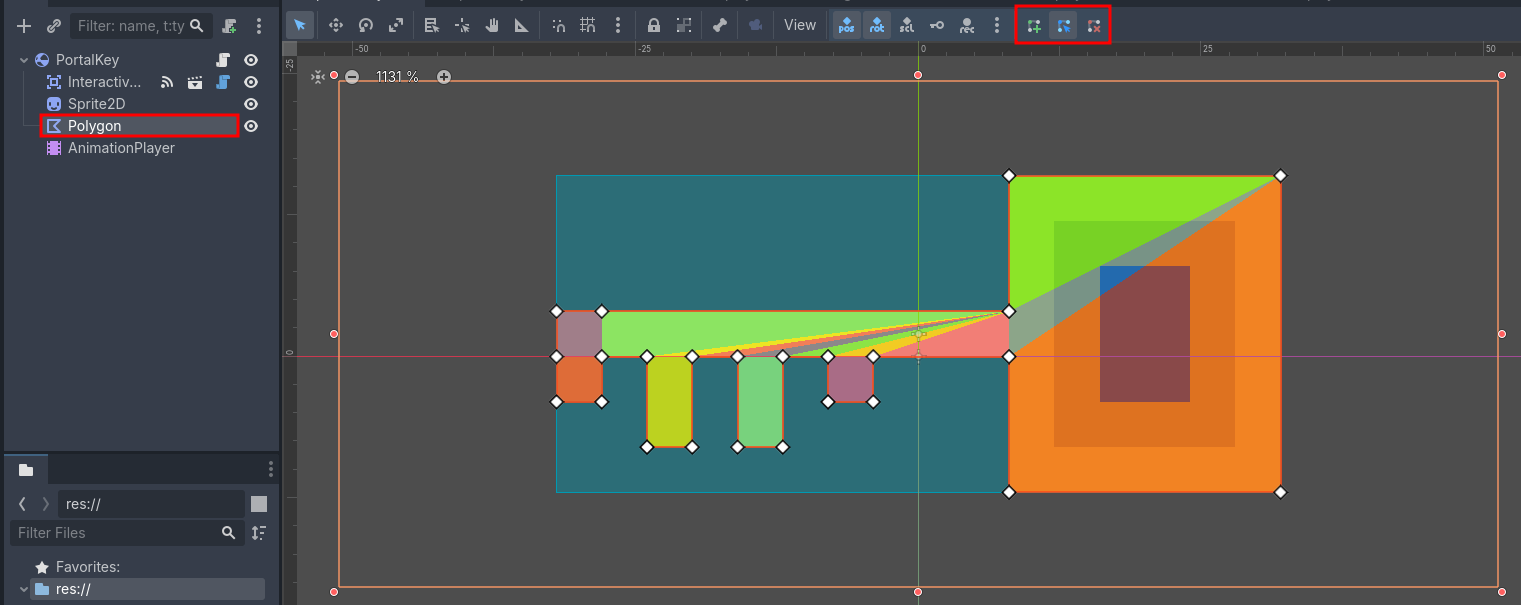 Filter: name, t:ty
View
pos
rot
scl
rec
PortalKey
Interactiv...
Sprite2D
Polygon
AnimationPlayer
-50
-25
0
25
50
-25
0
1131 %
res://
Filter Files
Favorites:
res://